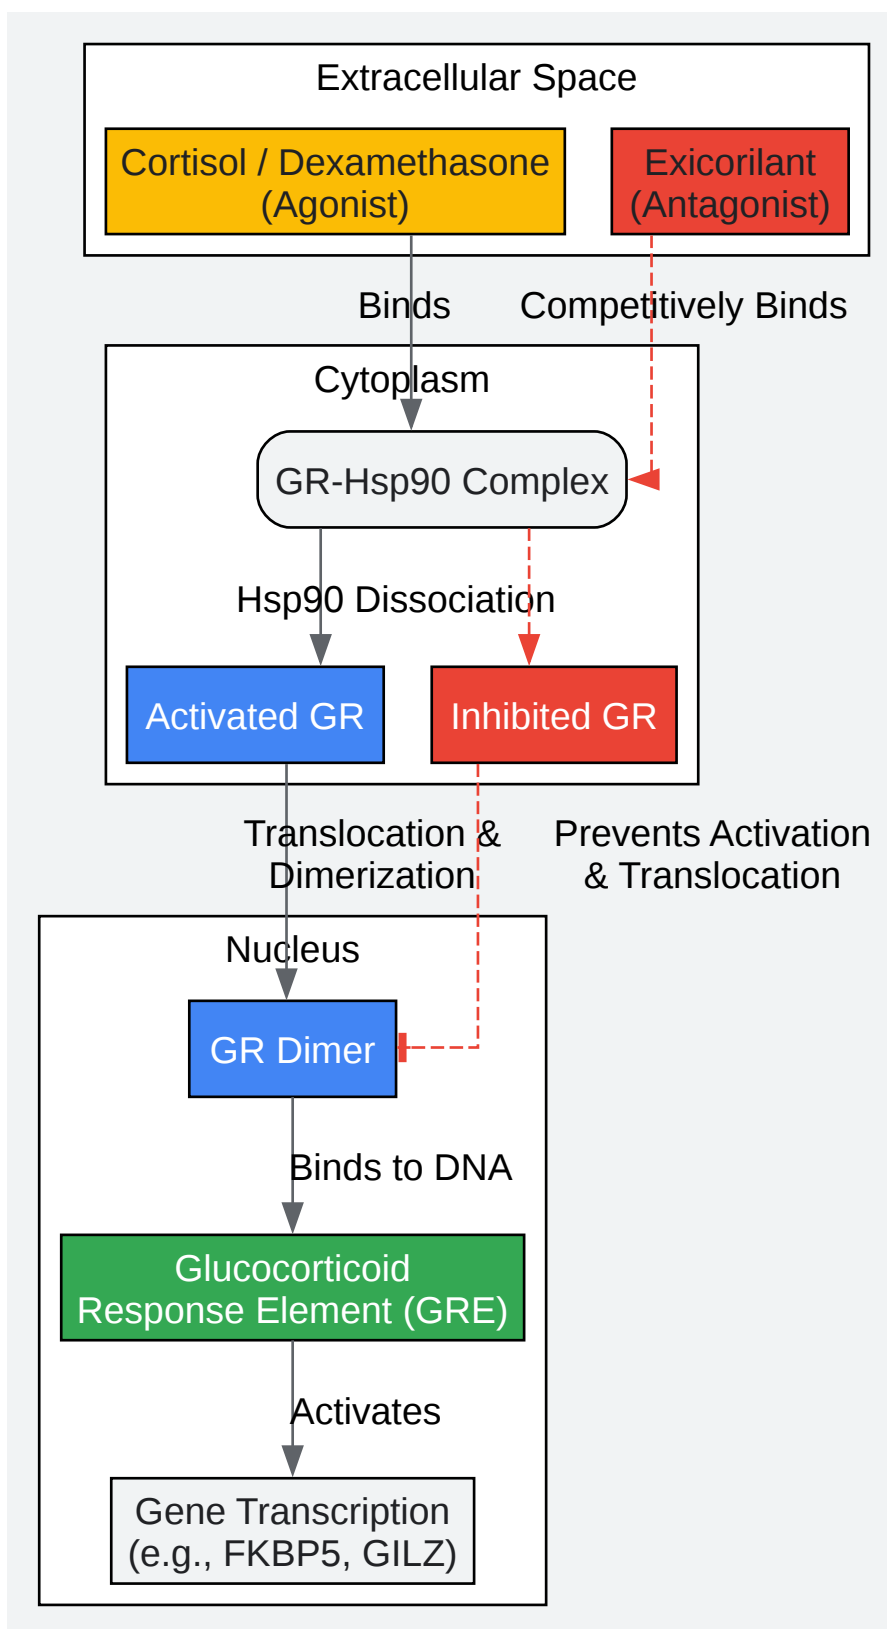 Extracellular Space
Cortisol / Dexamethasone
(Agonist)
Exicorilant
(Antagonist)
Binds
Competitively Binds
Cytoplasm
GR-Hsp90 Complex
Hsp90 Dissociation
Activated GR
Inhibited GR
Translocation &
Dimerization
Prevents Activation
& Translocation
Nucleus
GR Dimer
Binds to DNA
Glucocorticoid
Response Element (GRE)
Activates
Gene Transcription
(e.g., FKBP5, GILZ)